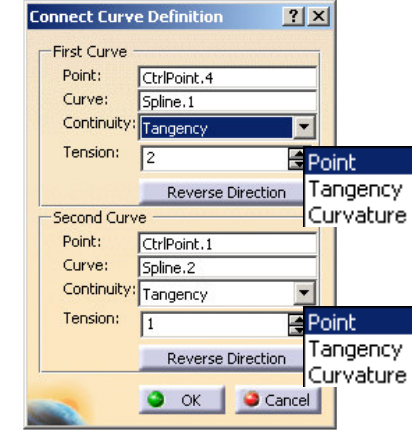 Connect Curve Definition
First Curve
Point: CtrlPoint.4
Curve: Spline.1
Continuity: Tangency
Tension: 2
Point
Tangency
Curvature
Reverse Direction
Second Curve
Point: CtrlPoint.1
Curve: Spline.2
Continuity: Tangency
Tension: 1
Point
Tangency
Curvature
Reverse Direction
OK Cancel